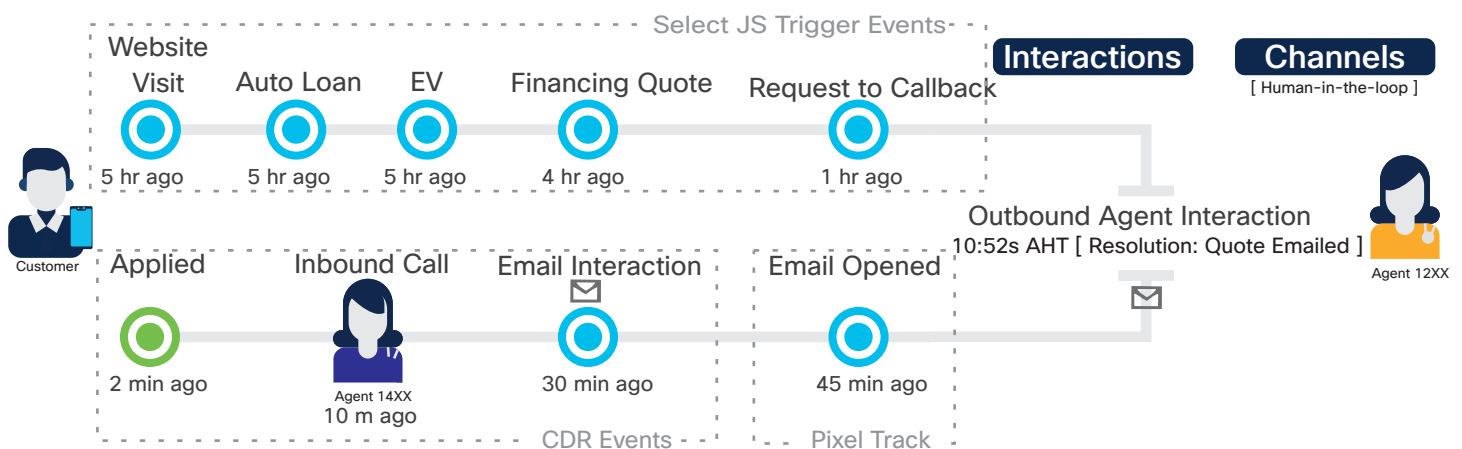 Select JS Trigger Events
Website
Visit
Auto Loan
EV
Financing Quote
Request to Callback
5 hr ago
5 hr ago
5 hr ago
4 hr ago
1 hr ago
Interactions
Channels
[ Human-in-the-loop ]
Customer
Outbound Agent Interaction
10:52s AHT [ Resolution: Quote Emailed ]
Agent 12XX
Applied
Inbound Call
Email Interaction
Email Opened
2 min ago
Agent 14XX
10 m ago
30 min ago
45 min ago
CDR Events
Pixel Track